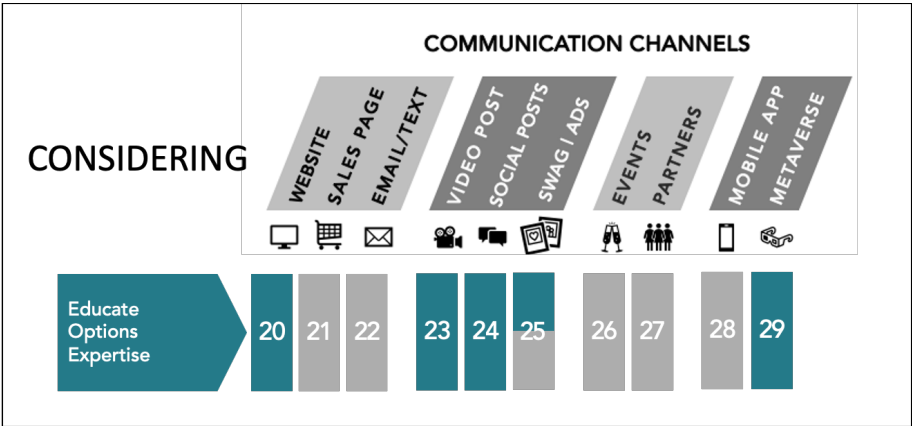 COMMUNICATION CHANNELS
CONSIDERING
WEBSITE
SALES PAGE
EMAIL/TEXT
VIDEO POST
SOCIAL POSTS
SWAG | ADS
EVENTS
PARTNERS
MOBILE APP
METAVERSE
Educate
Options
Expertise
20 21 22 23 24 25 26 27 28 29